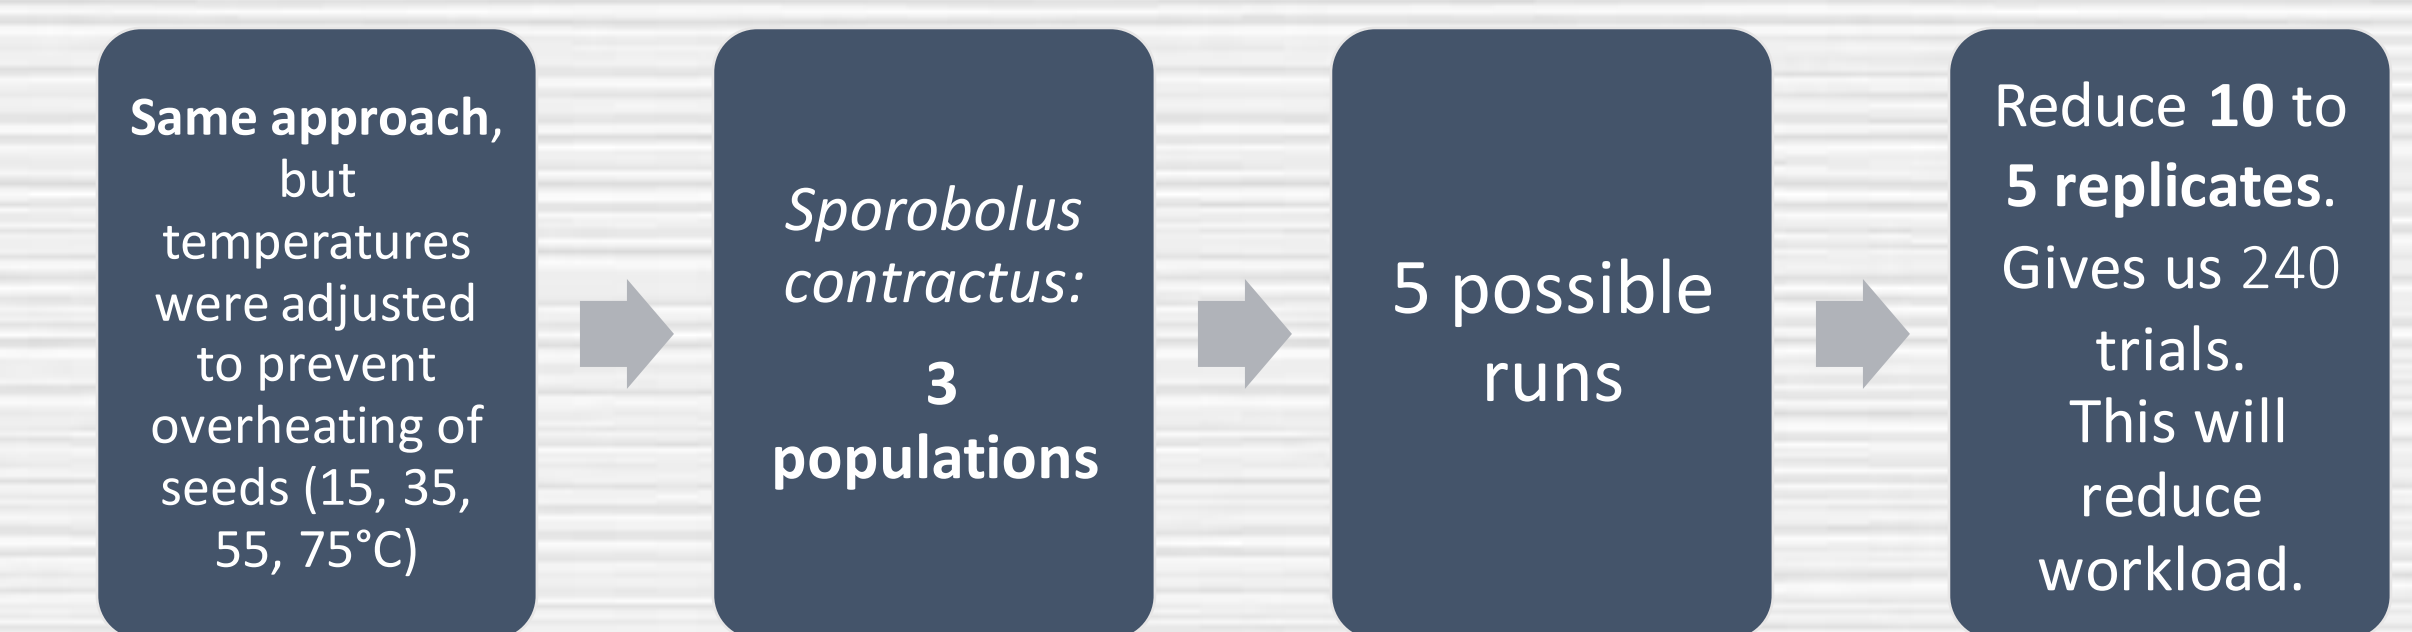 Same approach,
but
temperatures
were adjusted
to prevent
overheating of
seeds (15, 35,
55, 75°C)
Sporobolus
contractus:
3
populations
5 possible
runs
Reduce 10 to
5 replicates.
Gives us 240
trials.
This will
reduce
workload.